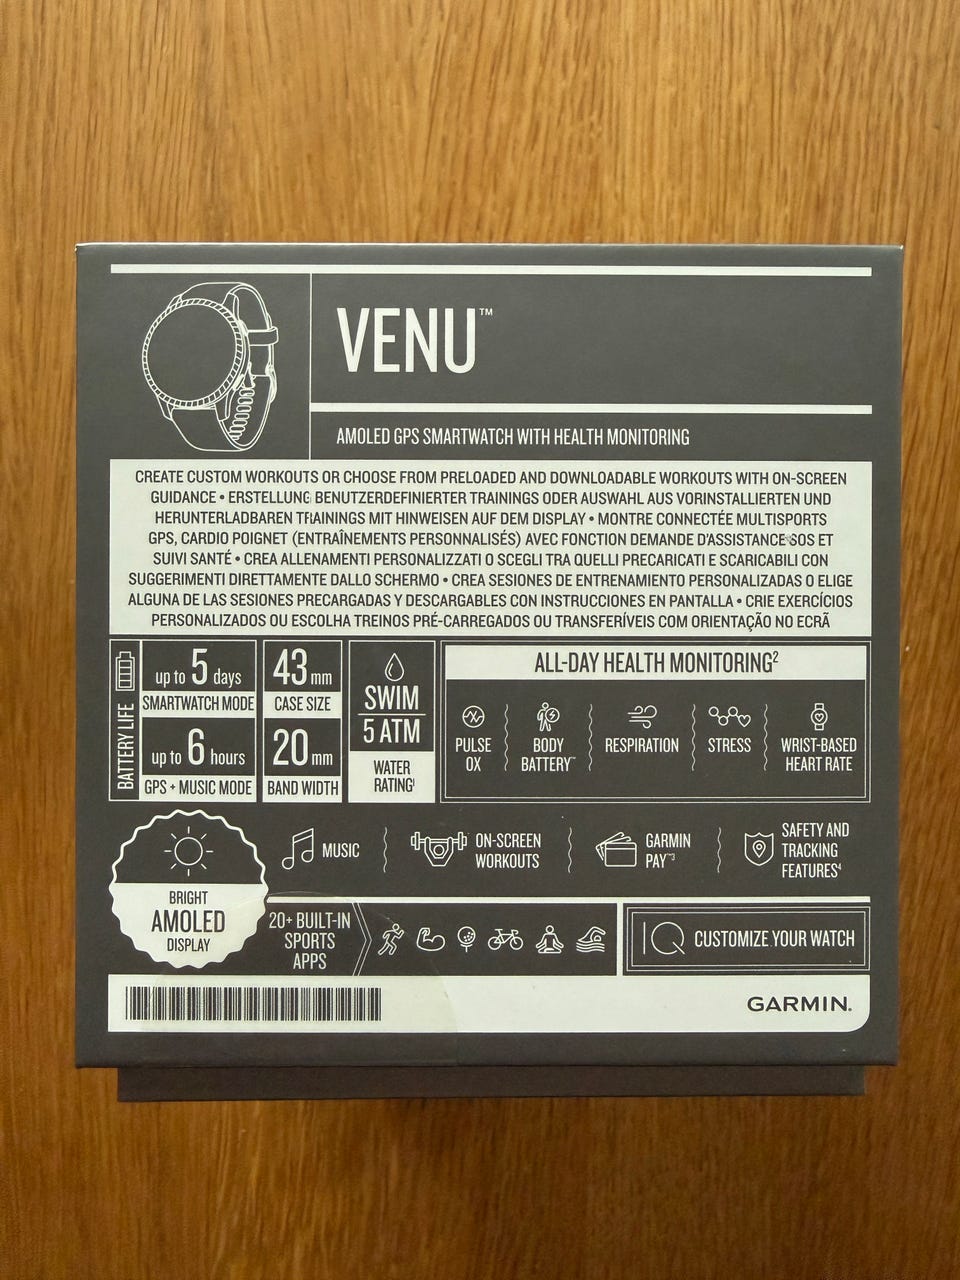 VENU™
AMOLED GPS SMARTWATCH WITH HEALTH MONITORING
CREATE CUSTOM WORKOUTS OR CHOOSE FROM PRELOADED AND DOWNLOADABLE WORKOUTS WITH ON-SCREEN
GUIDANCE • ERSTELLUNG BENUTZERDEFINIERTER TRAININGS ODER AUSWAHL AUS VORINSTALLIERTEN UND
HERUNTERLADBAREN TRAININGS MIT HINWEISEN AUF DEM DISPLAY • MONTRE CONNECTÉE MULTISPORTS
GPS, CARDIO POIGNET (ENTRAÎNEMENTS PERSONNALISÉS) AVEC FONCTION DEMANDE D'ASSISTANCE SOS ET
SUIVI SANTÉ • CREA ALLENAMENTI PERSONALIZZATI O SCEGLI TRA QUELLI PRECARICATI E SCARICABILI CON
SUGGERIMENTI DIRETTAMENTE DALLO SCHERMO • CREA SESIONES DE ENTRENAMIENTO PERSONALIZADAS O ELIGE
ALGUNA DE LAS SESIONES PRECARGADAS Y DESCARGABLES CON INSTRUCCIONES EN PANTALLA • CRIE EXERCÍCIOS
PERSONALIZADOS OU ESCOLHA TREINOS PRÉ-CARREGADOS OU TRANSFERÍVEIS COM ORIENTAÇÃO NO ECRÃ
BATTERY LIFE
up to 5 days
SMARTWATCH MODE
up to 6 hours
GPS + MUSIC MODE
43 mm
CASE SIZE
20 mm
BAND WIDTH
SWIM
5 ATM
WATER
RATING¹
ALL-DAY HEALTH MONITORING²
PULSE
OX
BODY
BATTERY™
RESPIRATION
STRESS
WRIST-BASED
HEART RATE
BRIGHT
AMOLED
DISPLAY
MUSIC
ON-SCREEN
WORKOUTS
GARMIN
PAY™³
SAFETY AND
TRACKING
FEATURES⁴
20+ BUILT-IN
SPORTS
APPS
IQ CUSTOMIZE YOUR WATCH
GARMIN.